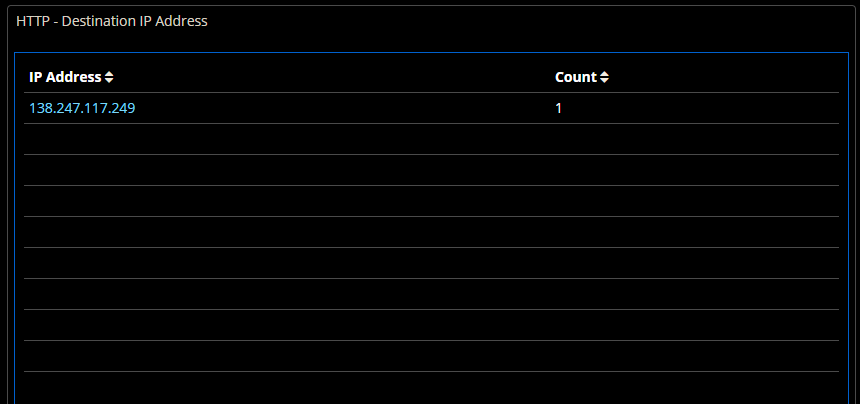 HTTP - Destination IP Address
IP Address Count
138.247.117.249 1